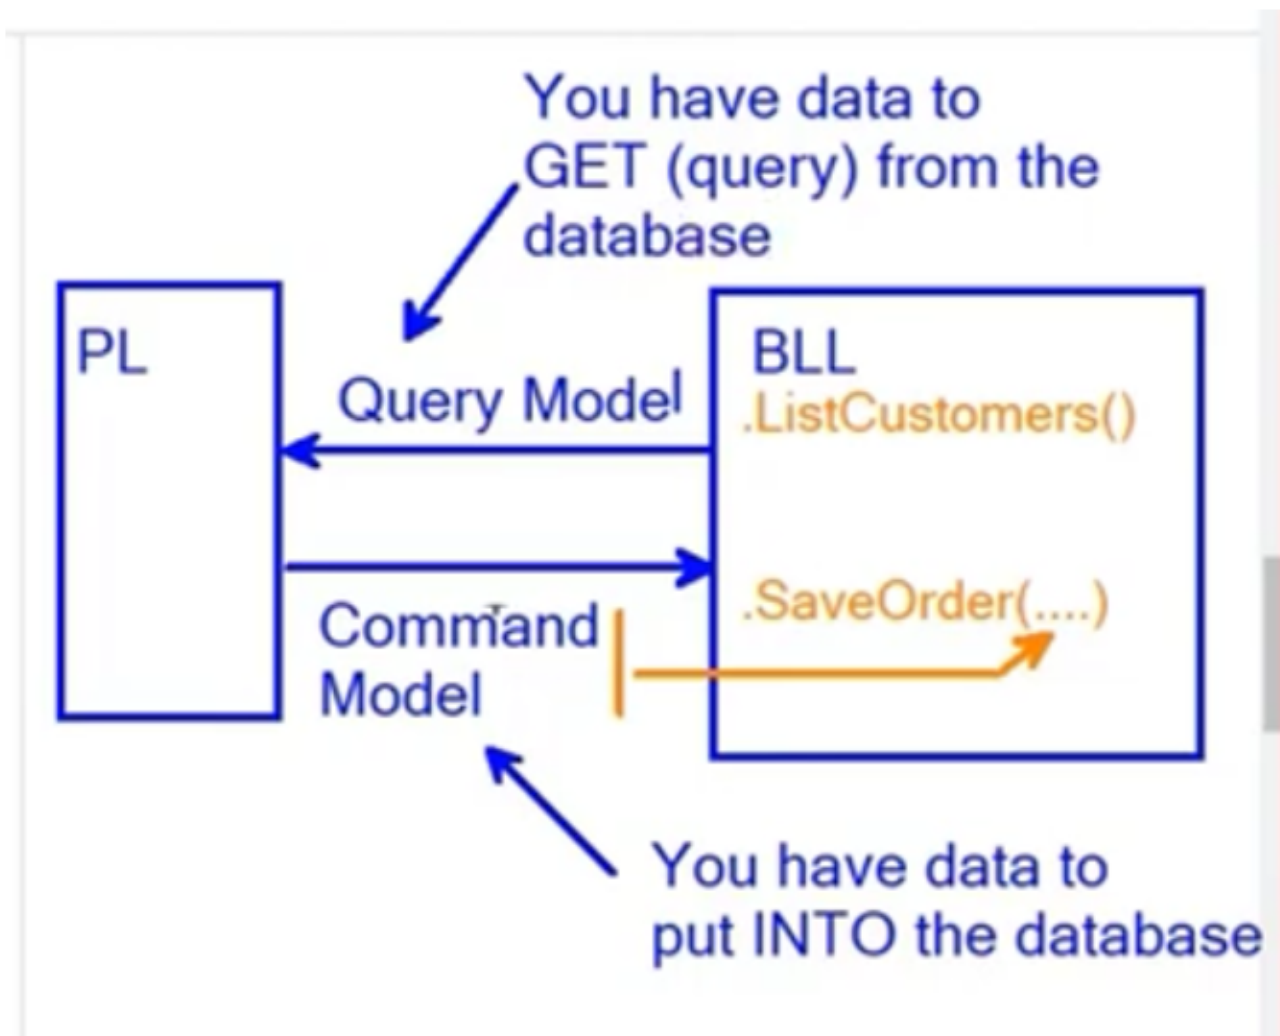 You have data to
GET (query) from the
database
PL
Query Model
BLL
.ListCustomers()
.SaveOrder(....)
Command
Model
You have data to
put INTO the database